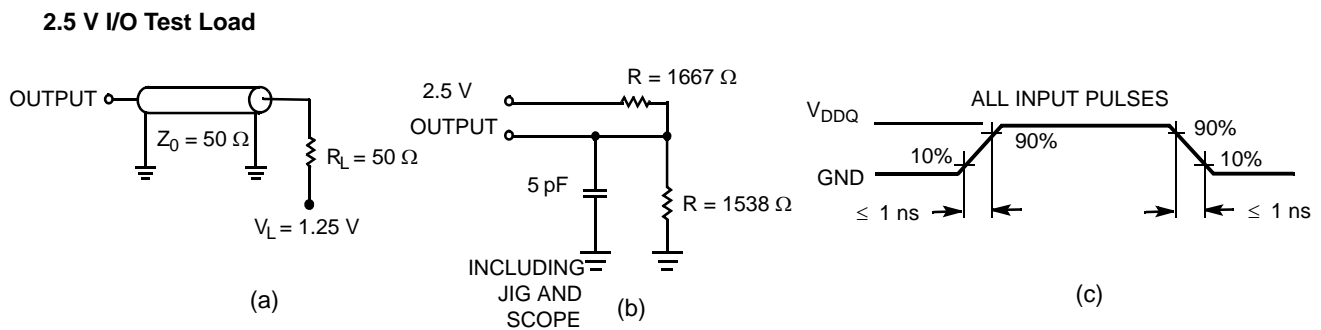 2.5 V I/O Test Load
OUTPUT
Z0 = 50 Ω
RL = 50 Ω
VL = 1.25 V
(a)
2.5 V
OUTPUT
R = 1667 Ω
5 pF
R = 1538 Ω
INCLUDING
JIG AND
SCOPE
(b)
ALL INPUT PULSES
VDDQ
GND
10%
90%
90%
10%
≤ 1 ns
≤ 1 ns
(c)